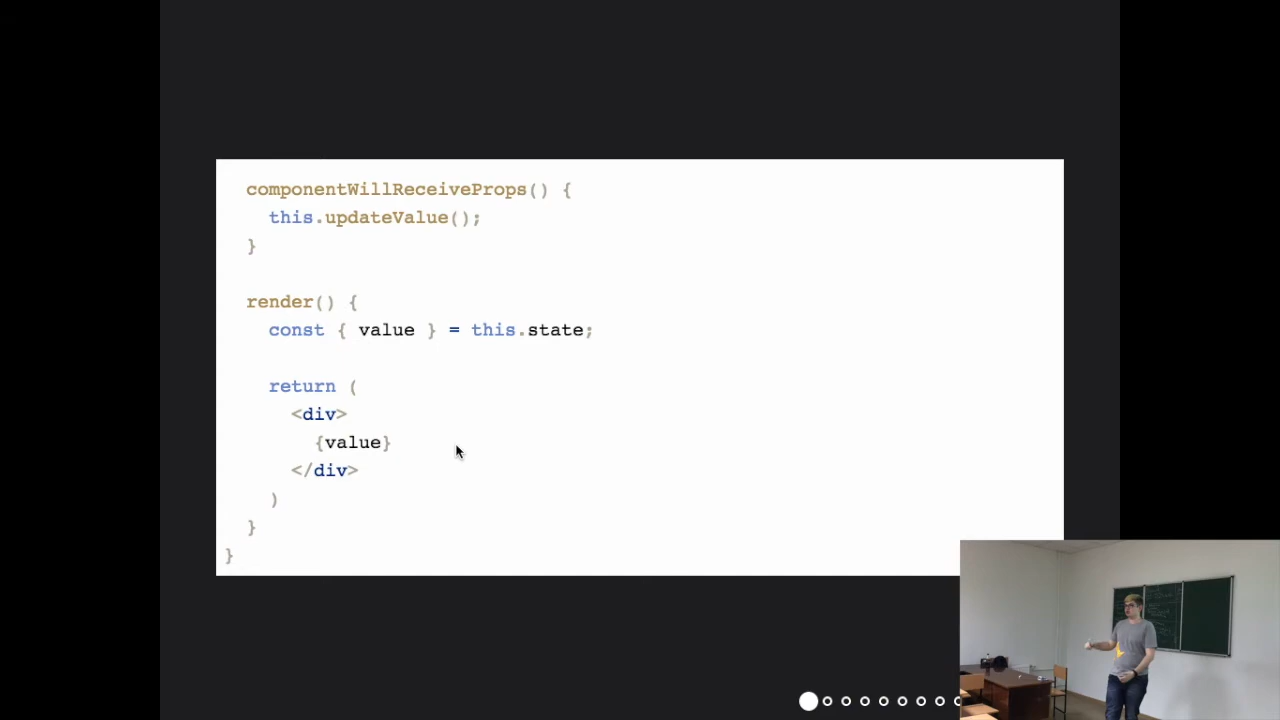 componentWillReceiveProps() {
this.updateValue();
}
render() {
const { value } = this.state;
return (
<div>
{value}
</div>
)
}
}